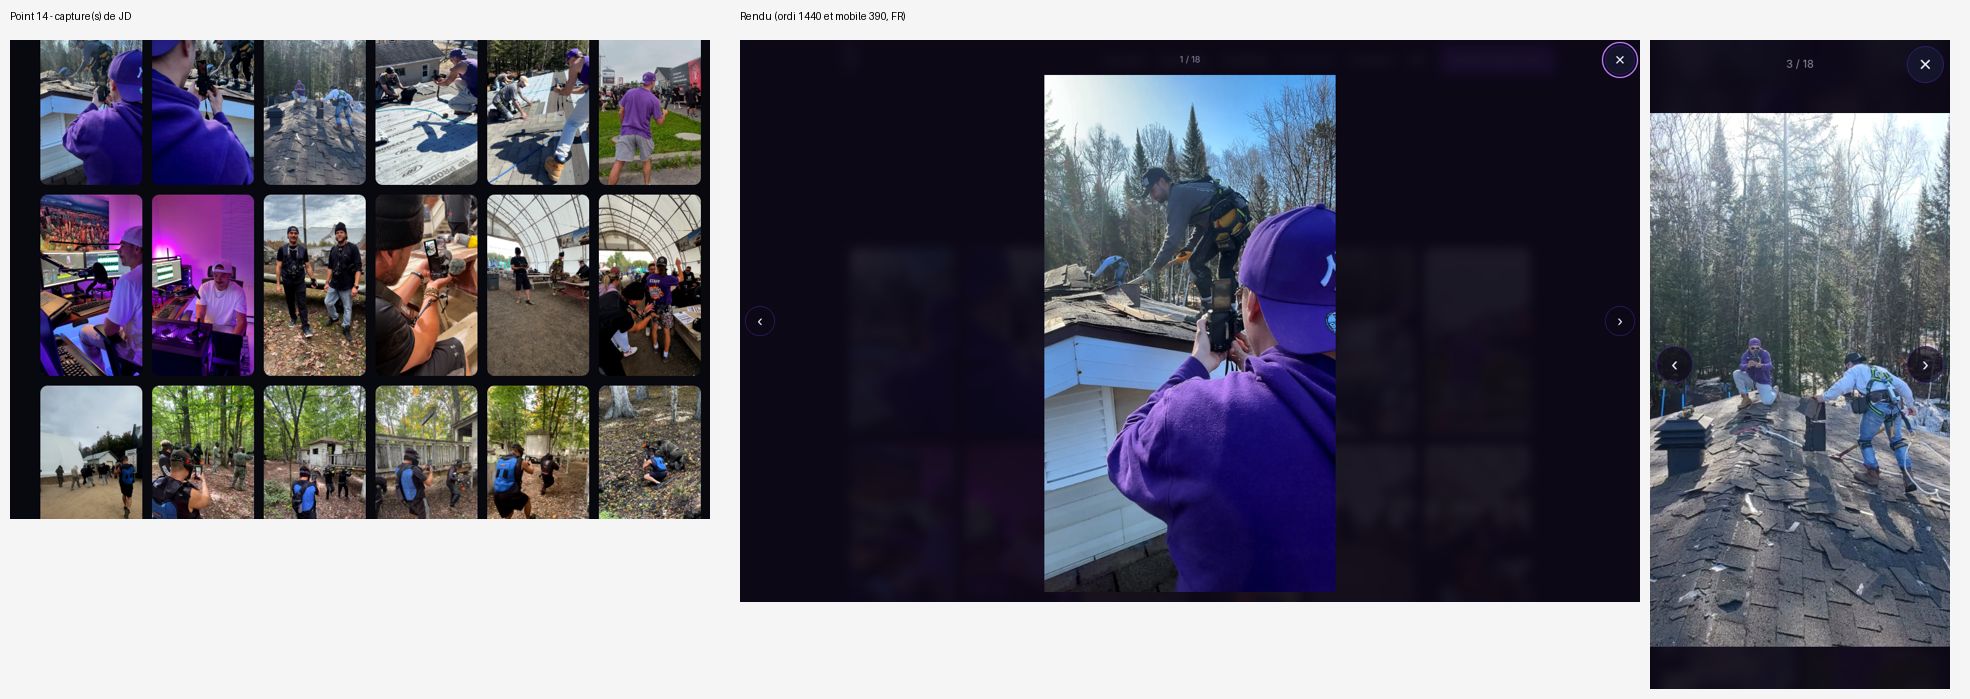 Point 14 - capture(s) de JD
Rendu (ordi 1440 et mobile 390, FR)
1 / 18
3 / 18